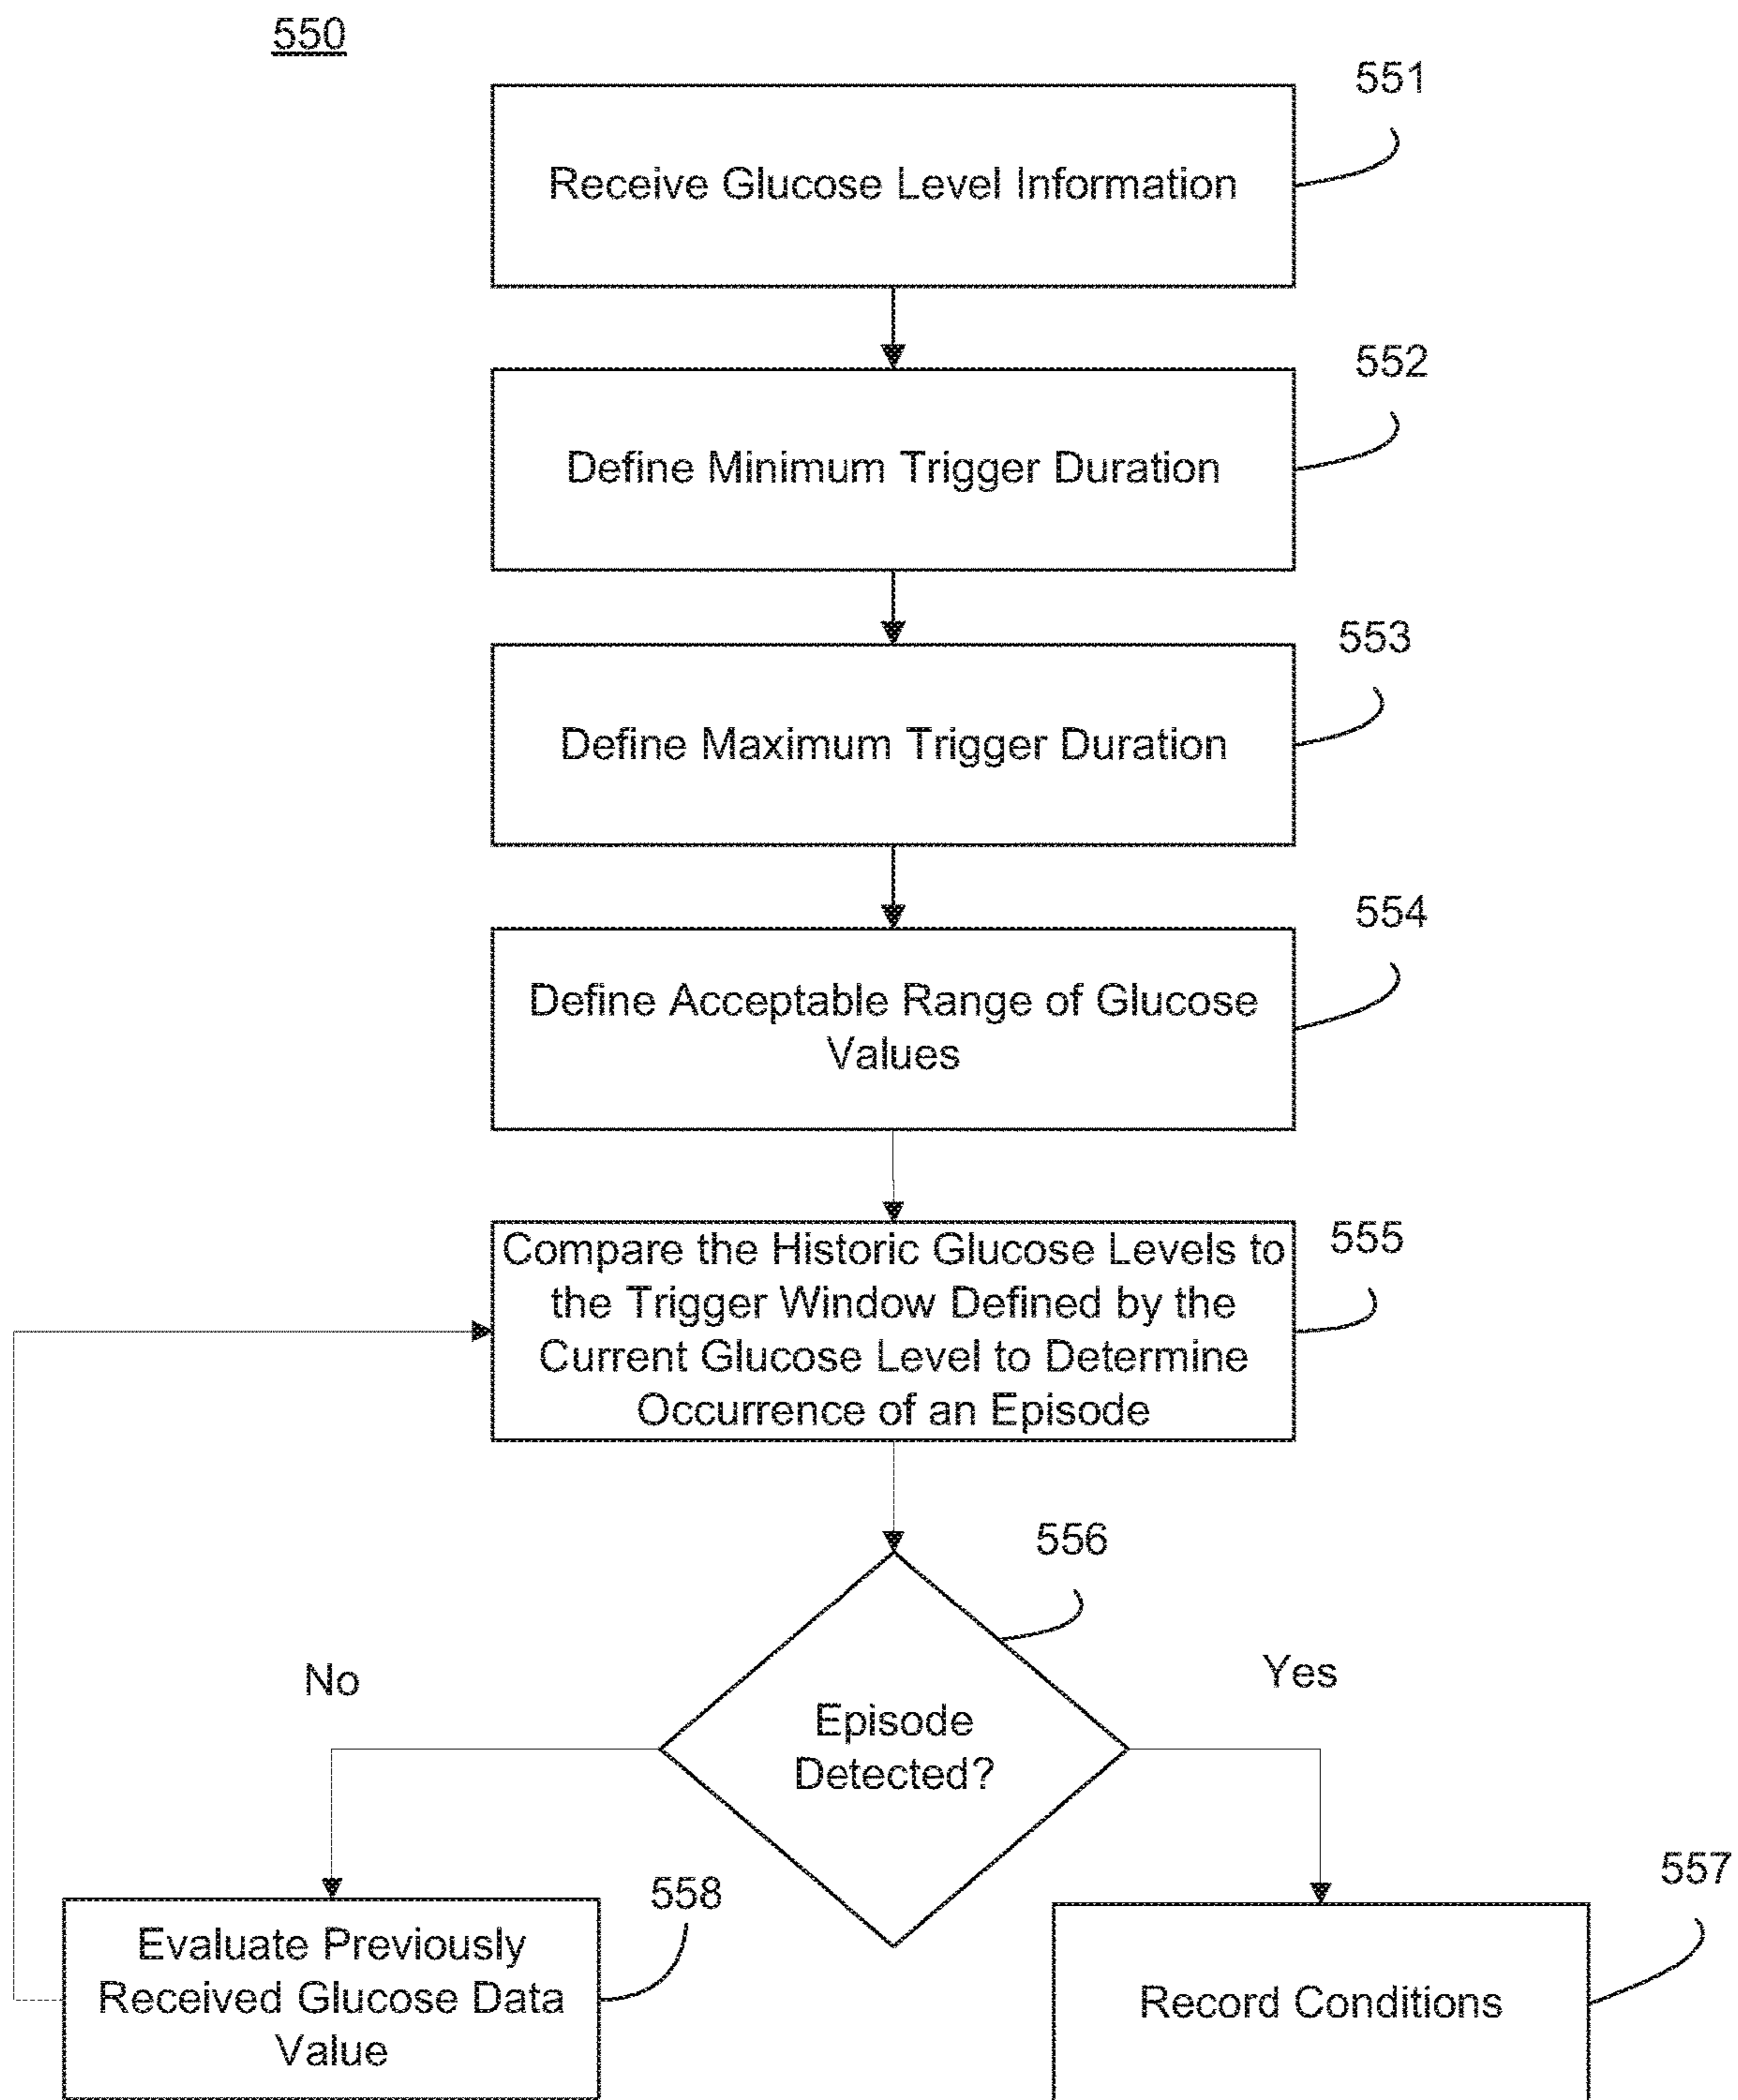 550
551
Receive Glucose Level Information
552
Define Minimum Trigger Duration
553
Define Maximum Trigger Duration
554
Define Acceptable Range of Glucose
Values
555
Compare the Historic Glucose Levels to
the Trigger Window Defined by the
Current Glucose Level to Determine
Occurrence of an Episode
556
No
Yes
Episode
Detected?
558
557
Evaluate Previously
Received Glucose Data
Value
Record Conditions